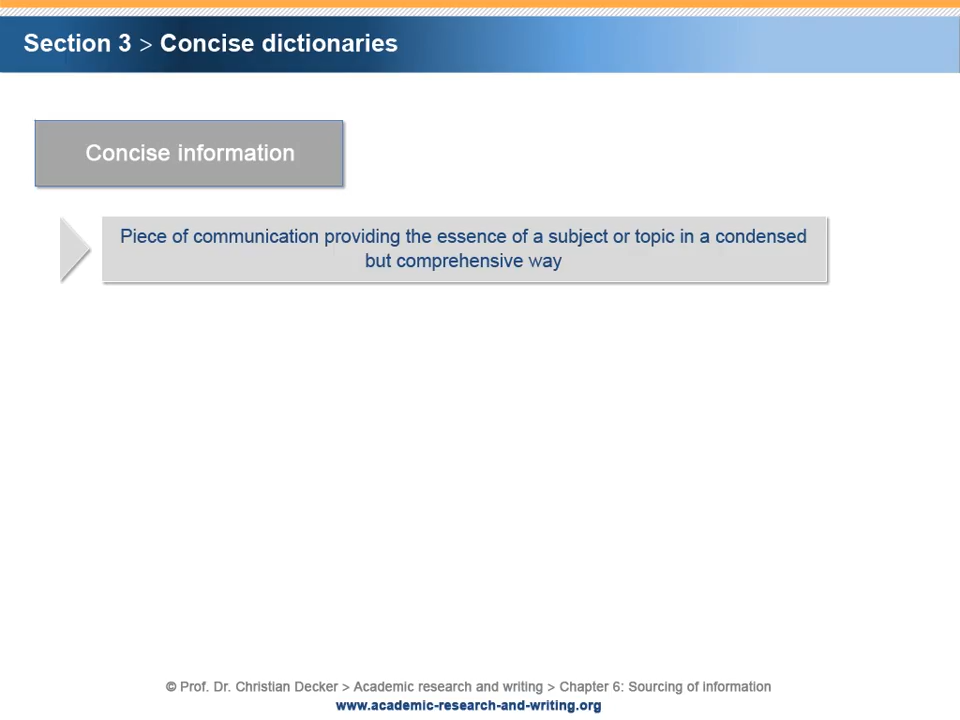 Section 3 > Concise dictionaries
Concise information
Piece of communication providing the essence of a subject or topic in a condensed
but comprehensive way
© Prof. Dr. Christian Decker > Academic research and writing > Chapter 6: Sourcing of information
www.academic-research-and-writing.org